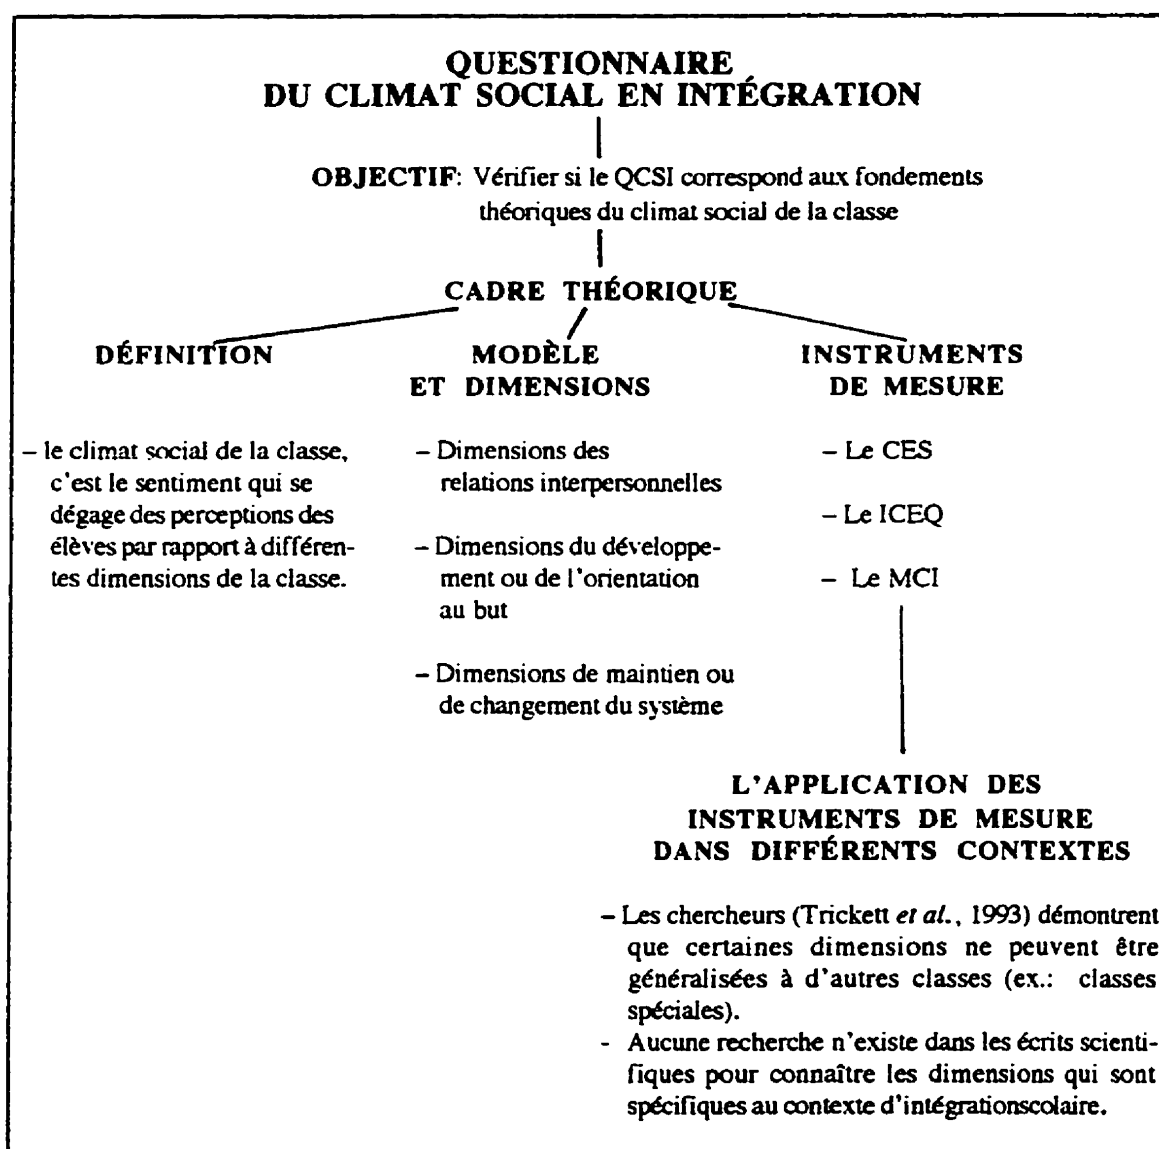 QUESTIONNAIRE
DU CLIMAT SOCIAL EN INTÉGRATION
OBJECTIF: Vérifier si le QCSI correspond aux fondements
théoriques du climat social de la classe
CADRE THÉORIQUE
DÉFINITION
– le climat social de la classe,
c'est le sentiment qui se
dégage des perceptions des
élèves par rapport à différen-
tes dimensions de la classe.
MODÈLE
ET DIMENSIONS
– Dimensions des
relations interpersonnelles
– Dimensions du développe-
ment ou de l'orientation
au but
– Dimensions de maintien ou
de changement du système
INSTRUMENTS
DE MESURE
– Le CES
– Le ICEQ
– Le MCI
L'APPLICATION DES
INSTRUMENTS DE MESURE
DANS DIFFÉRENTS CONTEXTES
– Les chercheurs (Trickett et al., 1993) démontrent
que certaines dimensions ne peuvent être
généralisées à d'autres classes (ex.: classes
spéciales).
- Aucune recherche n'existe dans les écrits scienti-
fiques pour connaître les dimensions qui sont
spécifiques au contexte d'intégrationscolaire.